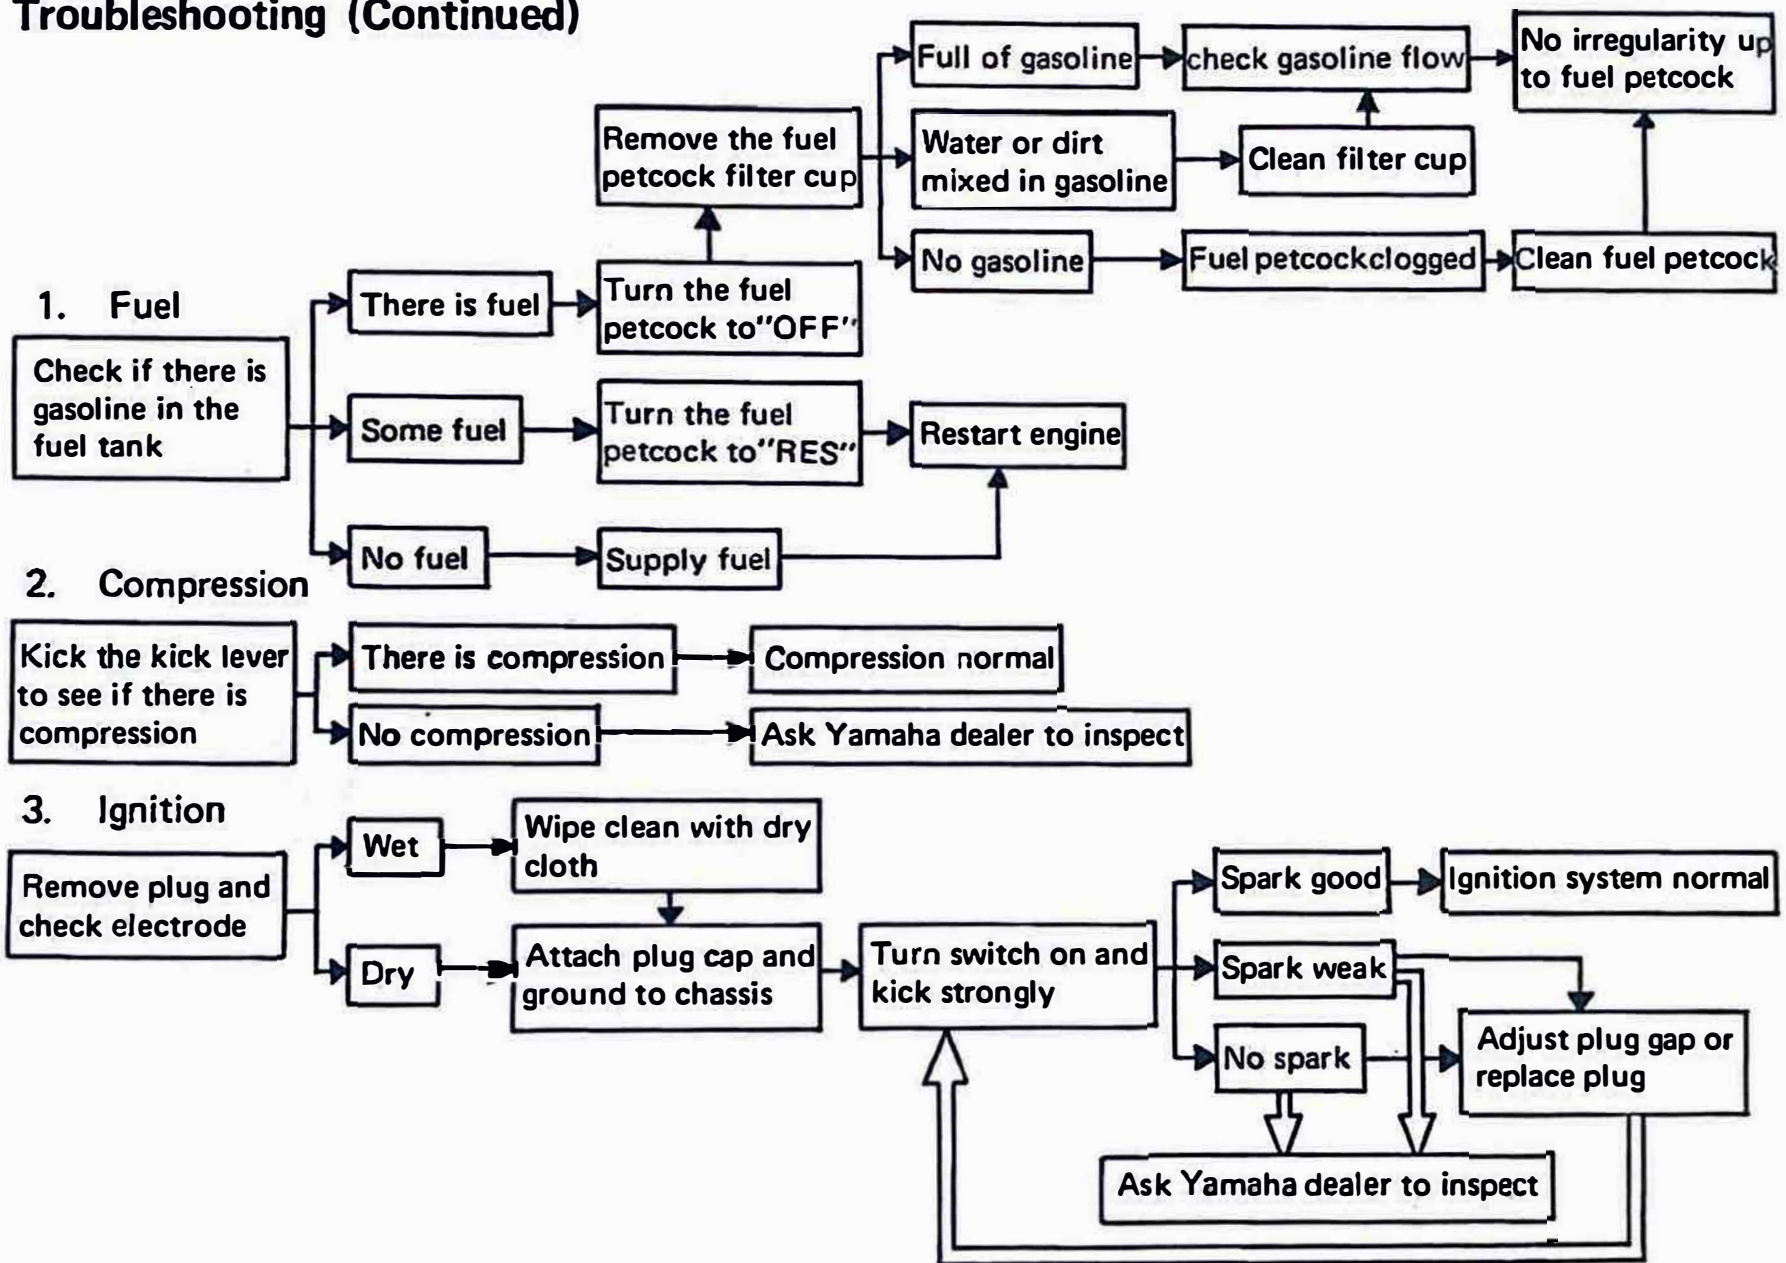 Troubleshooting (Continued)
Full of gasoline
check gasoline flow
No irregularity up
to fuel petcock
Remove the fuel
petcock filter cup
Water or dirt
mixed in gasoline
Clean filter cup
No gasoline
Fuel petcock clogged
Clean fuel petcock
1. Fuel
There is fuel
Turn the fuel
petcock to "OFF"
Check if there is
gasoline in the
fuel tank
Some fuel
Turn the fuel
petcock to "RES"
Restart engine
No fuel
Supply fuel
2. Compression
Kick the kick lever
to see if there is
compression
There is compression
Compression normal
No compression
Ask Yamaha dealer to inspect
3. Ignition
Remove plug and
check electrode
Wet
Wipe clean with dry
cloth
Dry
Attach plug cap and
ground to chassis
Turn switch on and
kick strongly
Spark good
Ignition system normal
Spark weak
No spark
Adjust plug gap or
replace plug
Ask Yamaha dealer to inspect